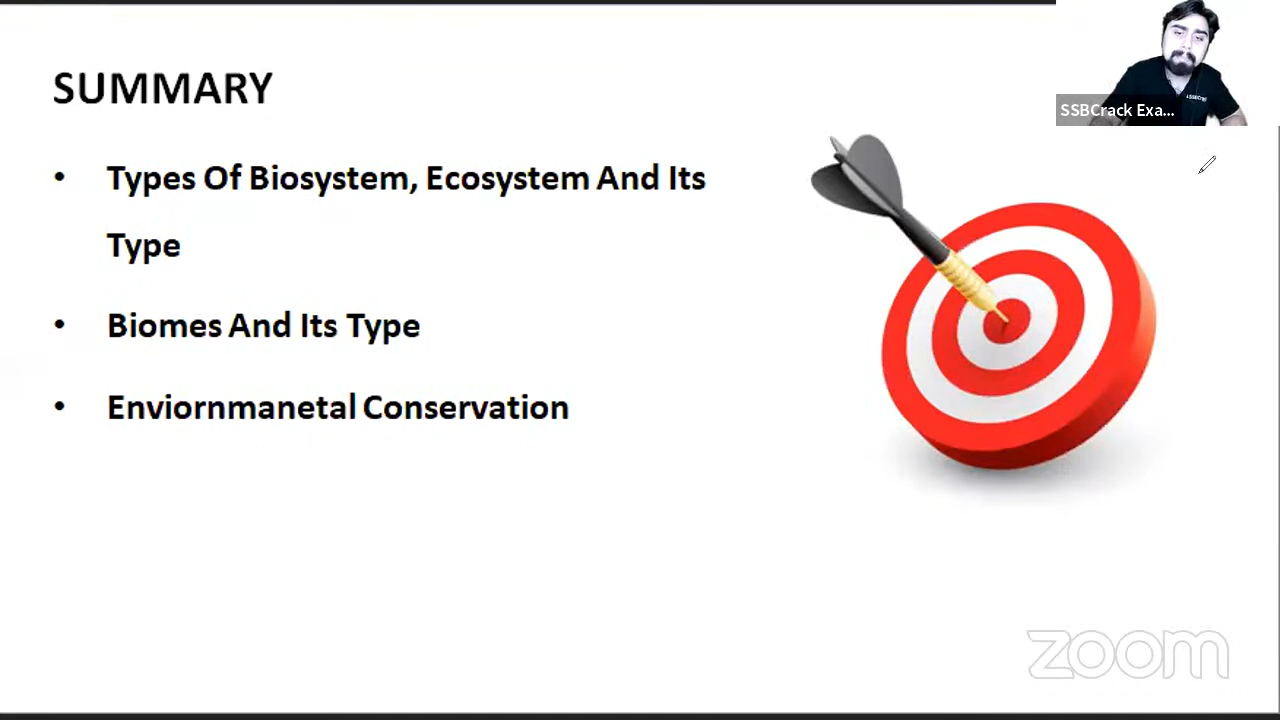 SUMMARY
• Types Of Biosystem, Ecosystem And Its
Type
• Biomes And Its Type
• Enviornmanetal Conservation
SSBCrack Exa...
zoom